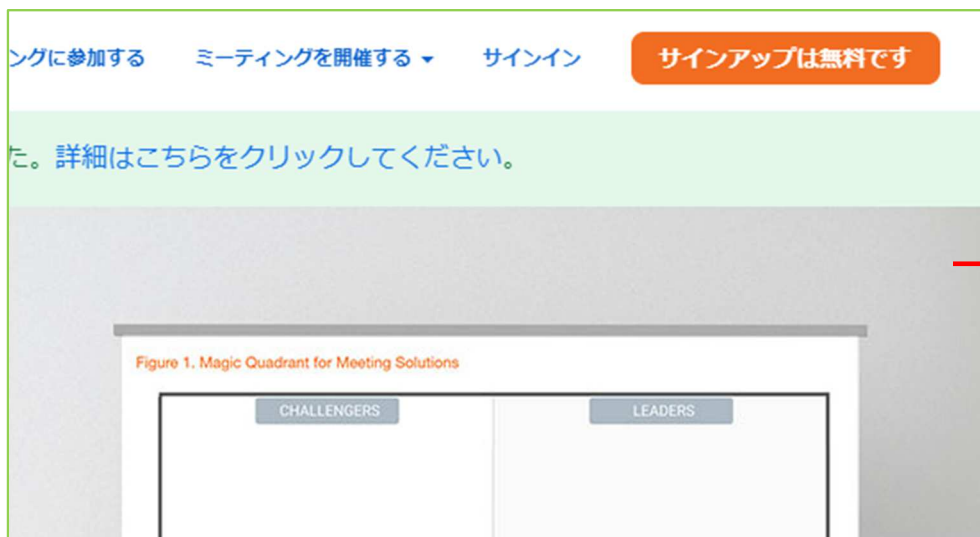 ングに参加する ミーティングを開催する サインイン サインアップは無料です
た。詳細はこちらをクリックしてください。
Figure 1. Magic Quadrant for Meeting Solutions
CHALLENGERS LEADERS